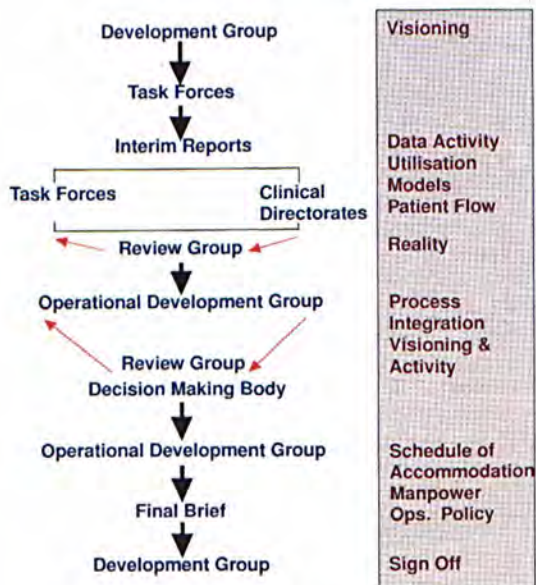 Development Group
Task Forces
Interim Reports
Task Forces
Clinical
Directorates
Review Group
Operational Development Group
Review Group
Decision Making Body
Operational Development Group
Final Brief
Development Group
Visioning
Data Activity
Utilisation
Models
Patient Flow
Reality
Process
Integration
Visioning &
Activity
Schedule of
Accommodation
Manpower
Ops. Policy
Sign Off